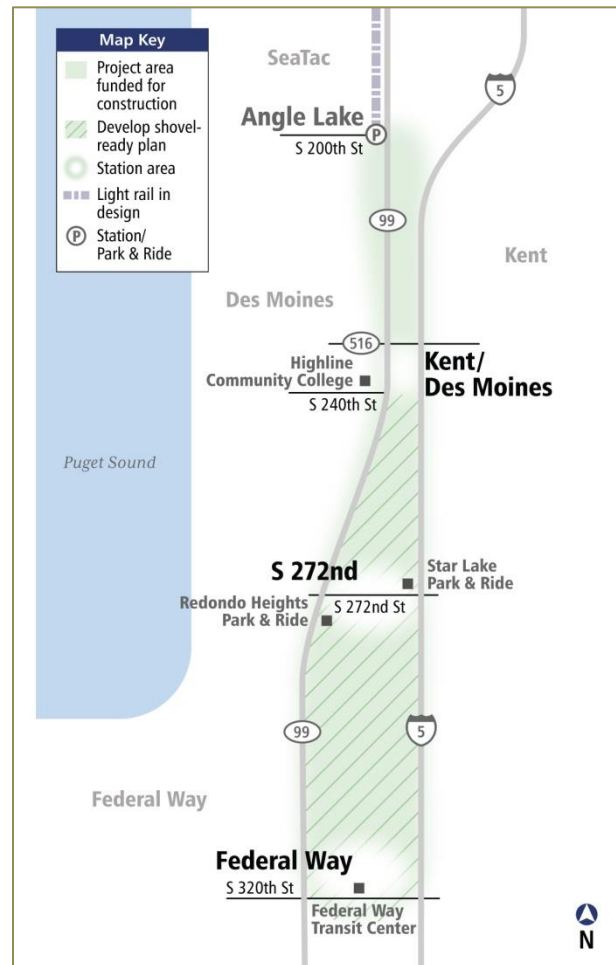 Map Key
Project area
funded for
construction
Develop shovel-
ready plan
Station area
Light rail in
design
P
Station/
Park & Ride
SeaTac
5
Angle Lake
P
S 200th St
99
Kent
Des Moines
516
Highline
Community College
Kent/
Des Moines
S 240th St
Puget Sound
S 272nd
Star Lake
Park & Ride
Redondo Heights
Park & Ride
S 272nd St
99
5
Federal Way
Federal Way
S 320th St
Federal Way
Transit Center
N